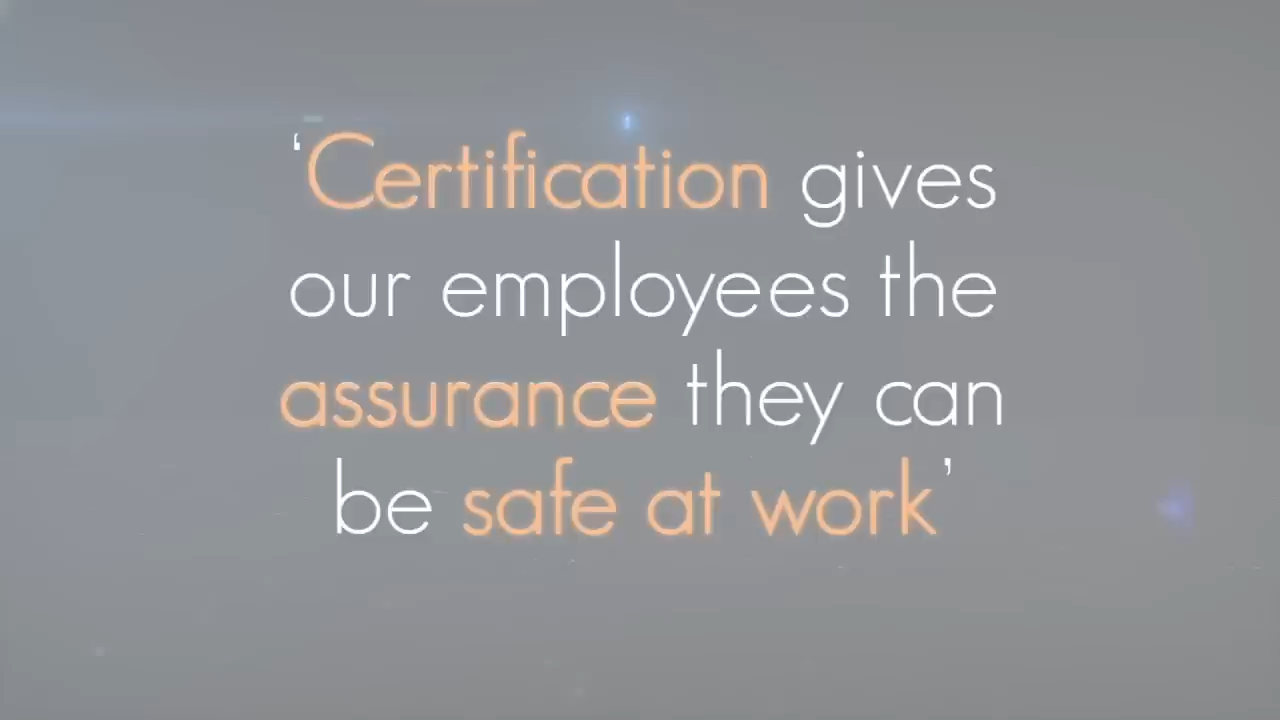 ‘Certification gives
our employees the
assurance they can
be safe at work’